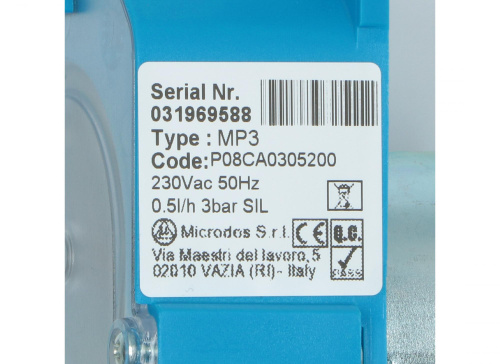 Serial Nr.
031969588
Type : MP3
Code:P08CA0305200
230Vac 50Hz
0.5l/h 3bar SIL
Microdos S.r.l. CE Q.C.
Via Maestri del lavoro,5
02010 VAZIA (RI)- Italy PASS